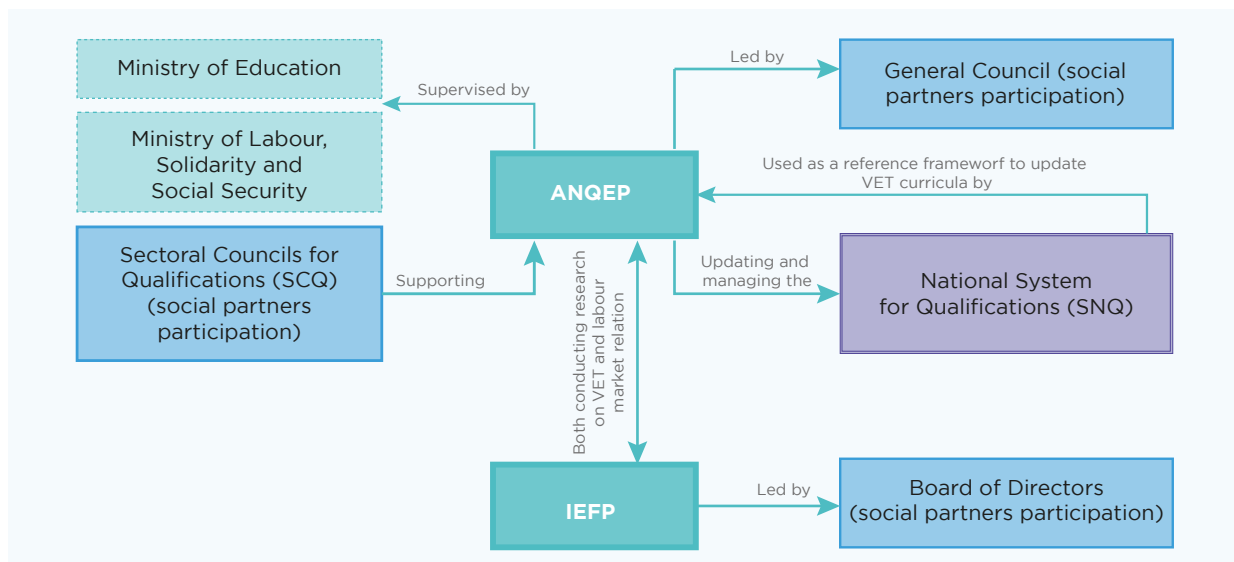 Ministry of Education
Ministry of Labour,
Solidarity and
Social Security
Sectoral Councils for
Qualifications (SCQ)
(social partners
participation)
Supervised by
Supporting
ANQEP
Led by
General Council (social
partners participation)
Used as a reference frameworf to update
VET curricula by
Updating and
managing the
National System
for Qualifications (SNQ)
Both conducting research
on VET and labour
market relation
IEFP
Led by
Board of Directors
(social partners participation)